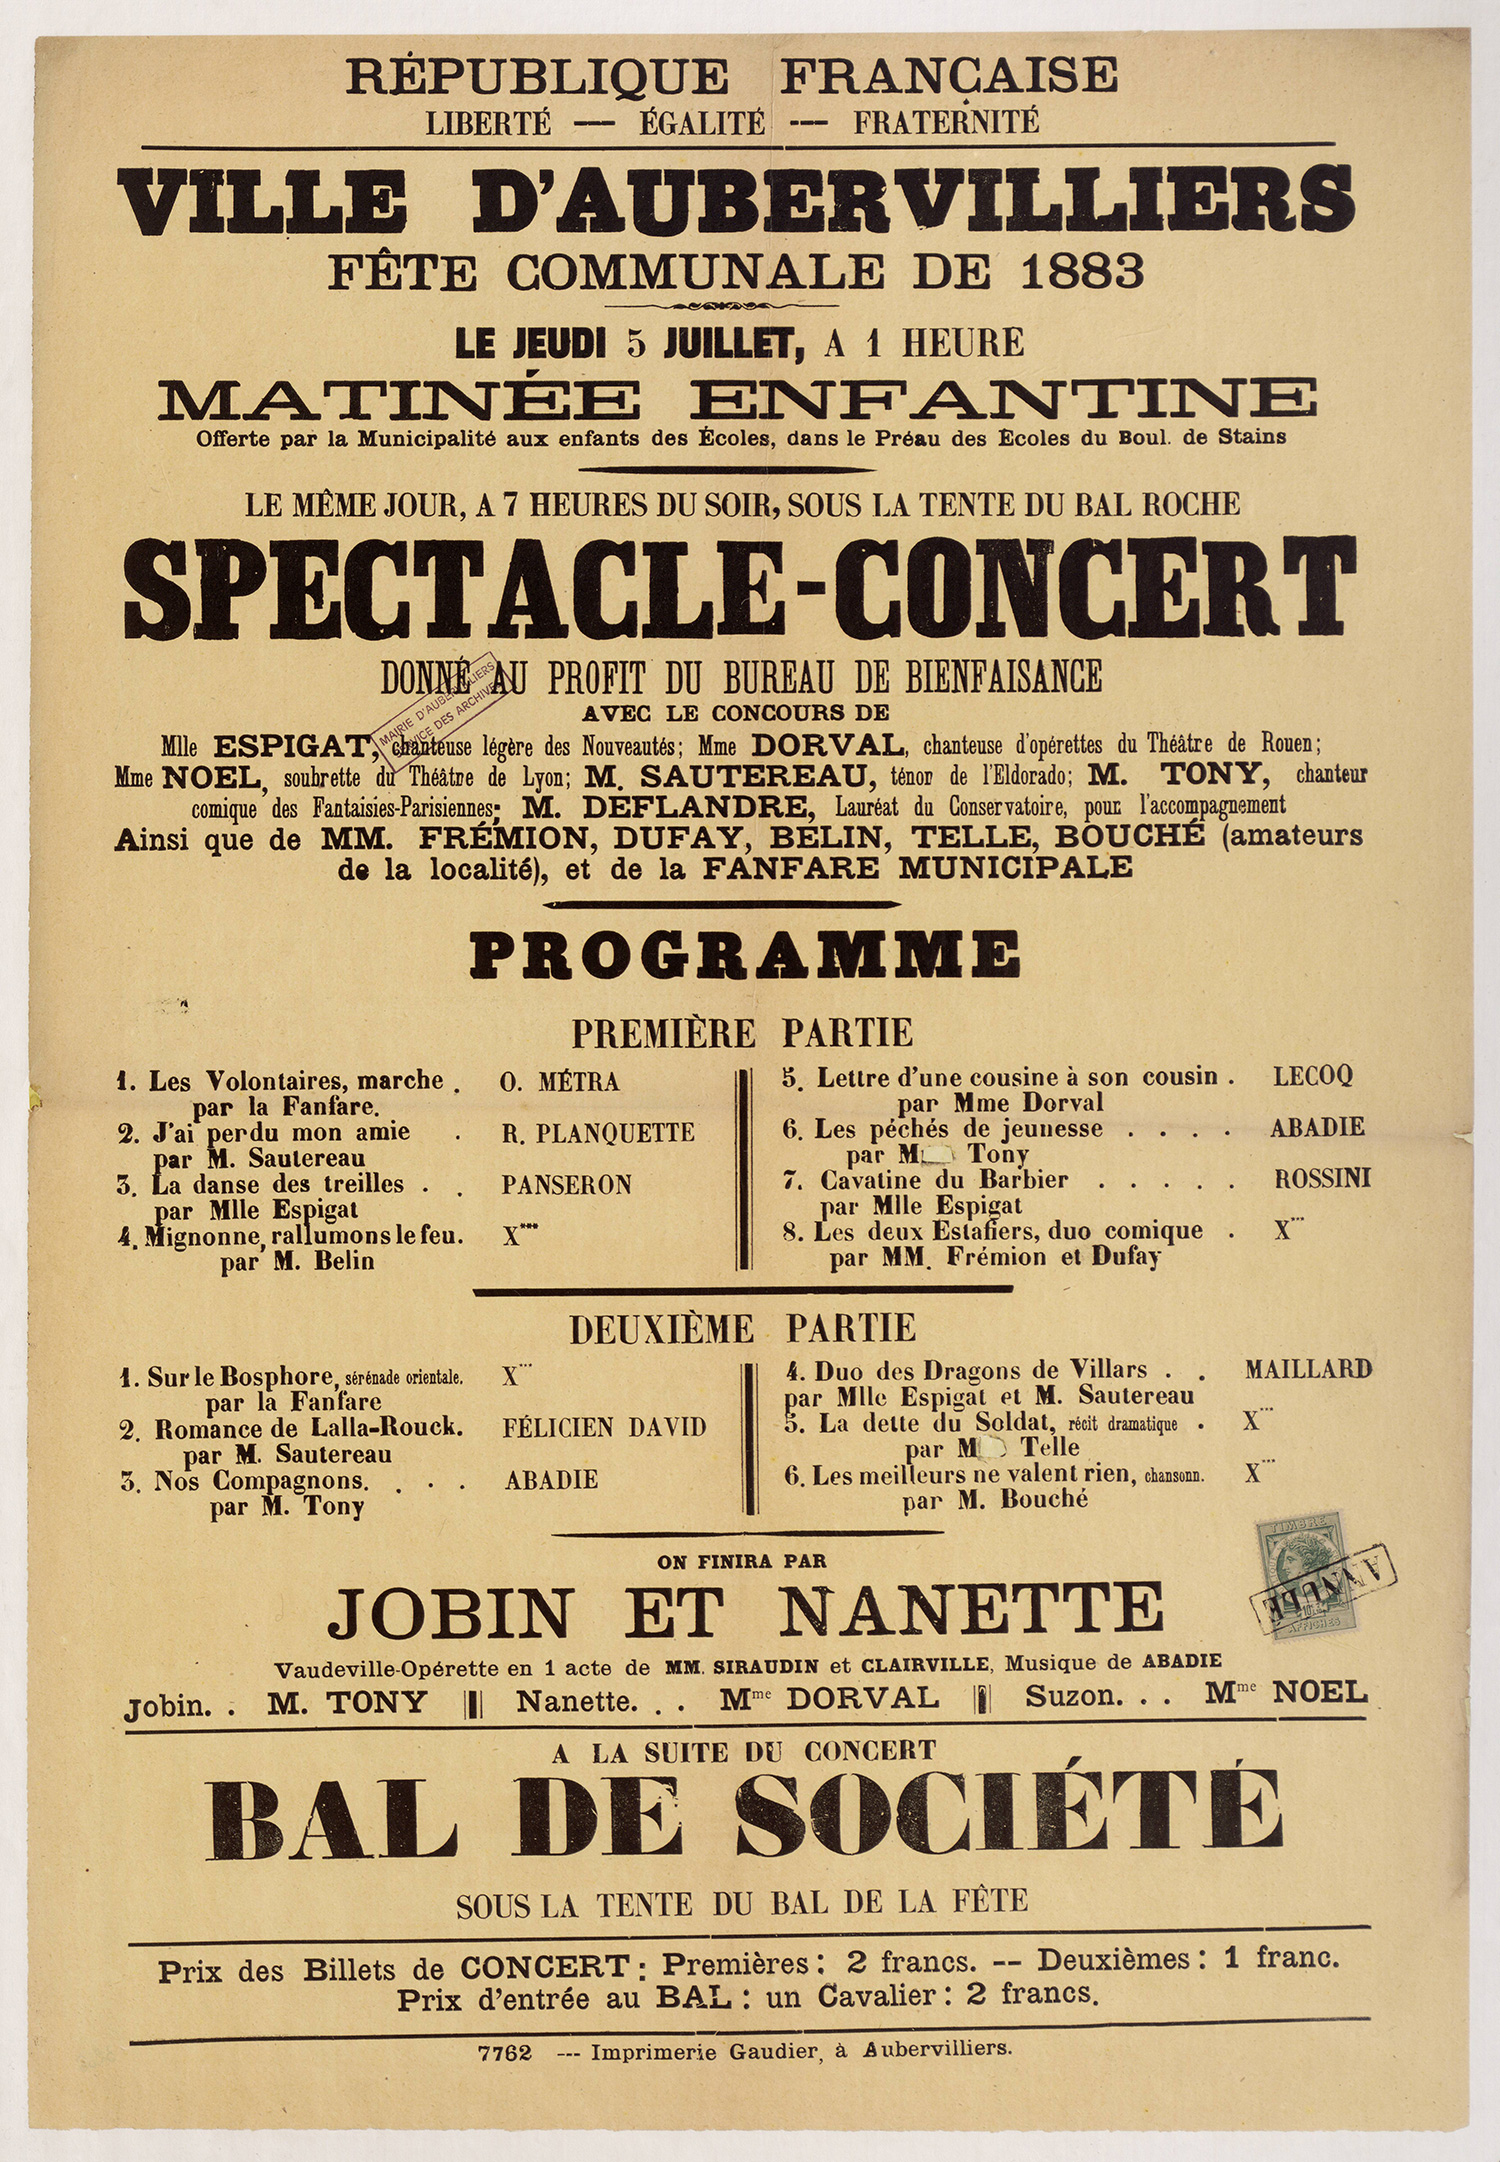 RÉPUBLIQUE FRANÇAISE
LIBERTÉ — ÉGALITÉ --- FRATERNITÉ
VILLE D'AUBERVILLIERS
FÊTE COMMUNALE DE 1883
LE JEUDI 5 JUILLET, A 1 HEURE
MATINÉE ENFANTINE
Offerte par la Municipalité aux enfants des Écoles, dans le Préau des Écoles du Boul. de Stains
LE MÊME JOUR, A 7 HEURES DU SOIR, SOUS LA TENTE DU BAL ROCHE
SPECTACLE-CONCERT
DONNÉ AU PROFIT DU BUREAU DE BIENFAISANCE
MAIRIE D'AUBERVILLIERS
SERVICE DES ARCHIVES
AVEC LE CONCOURS DE
Mlle ESPIGAT, chanteuse légère des Nouveautés; Mme DORVAL, chanteuse d'opérettes du Théâtre de Rouen;
Mme NOEL, soubrette du Théâtre de Lyon; M. SAUTEREAU, ténor de l'Eldorado; M. TONY, chanteur
comique des Fantaisies-Parisiennes; M. DEFLANDRE, Lauréat du Conservatoire, pour l'accompagnement
Ainsi que de MM. FRÉMION, DUFAY, BELIN, TELLE, BOUCHÉ (amateurs
de la localité), et de la FANFARE MUNICIPALE
PROGRAMME
PREMIÈRE PARTIE
1. Les Volontaires, marche . O. MÉTRA
par la Fanfare.
2. J'ai perdu mon amie . R. PLANQUETTE
par M. Sautereau
3. La danse des treilles . . PANSERON
par Mlle Espigat
4. Mignonne, rallumons le feu. X***
par M. Belin
5. Lettre d'une cousine à son cousin . LECOQ
par Mme Dorval
6. Les péchés de jeunesse . . . . ABADIE
par M Tony
7. Cavatine du Barbier . . . . . ROSSINI
par Mlle Espigat
8. Les deux Estafiers, duo comique . X...
par MM. Frémion et Dufay
DEUXIÈME PARTIE
1. Sur le Bosphore, sérénade orientale. X...
par la Fanfare
2. Romance de Lalla-Rouck. FÉLICIEN DAVID
par M. Sautereau
3. Nos Compagnons. . . . ABADIE
par M. Tony
4. Duo des Dragons de Villars . . MAILLARD
par Mlle Espigat et M. Sautereau
5. La dette du Soldat, récit dramatique . X...
par M Telle
6. Les meilleurs ne valent rien, chansonn. X...
par M. Bouché
TIMBRE
10c
AFFICHES
ANNULÉ
ON FINIRA PAR
JOBIN ET NANETTE
Vaudeville-Opérette en 1 acte de MM. SIRAUDIN et CLAIRVILLE, Musique de ABADIE
Jobin. . M. TONY Nanette. . . Mme DORVAL Suzon. . . Mme NOEL
A LA SUITE DU CONCERT
BAL DE SOCIÉTÉ
SOUS LA TENTE DU BAL DE LA FÊTE
Prix des Billets de CONCERT: Premières: 2 francs. -- Deuxièmes: 1 franc.
Prix d'entrée au BAL : un Cavalier : 2 francs.
7762 --- Imprimerie Gaudier, à Aubervilliers.